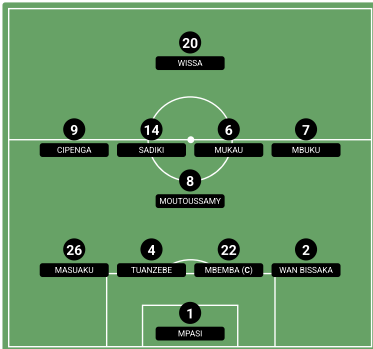 20
WISSA
9
CIPENGA
14
SADIKI
6
MUKAU
7
MBUKU
8
MOUTOUSSAMY
26
MASUAKU
4
TUANZEBE
22
MBEMBA (C)
2
WAN BISSAKA
1
MPASI